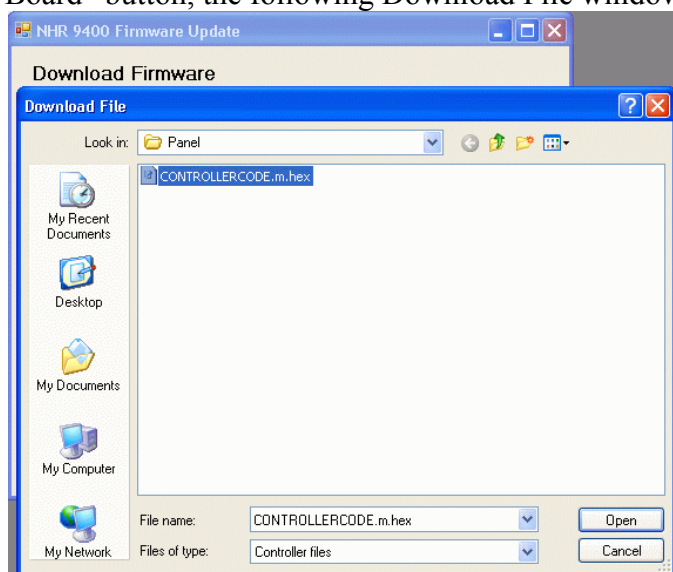 Board" button, the following Download File window
NHR 9400 Firmware Update
Download Firmware
Download File
Look in: Panel
CONTROLLERCODE.m.hex
My Recent
Documents
Desktop
My Documents
My Computer
My Network
File name: CONTROLLERCODE.m.hex Open
Files of type: Controller files Cancel